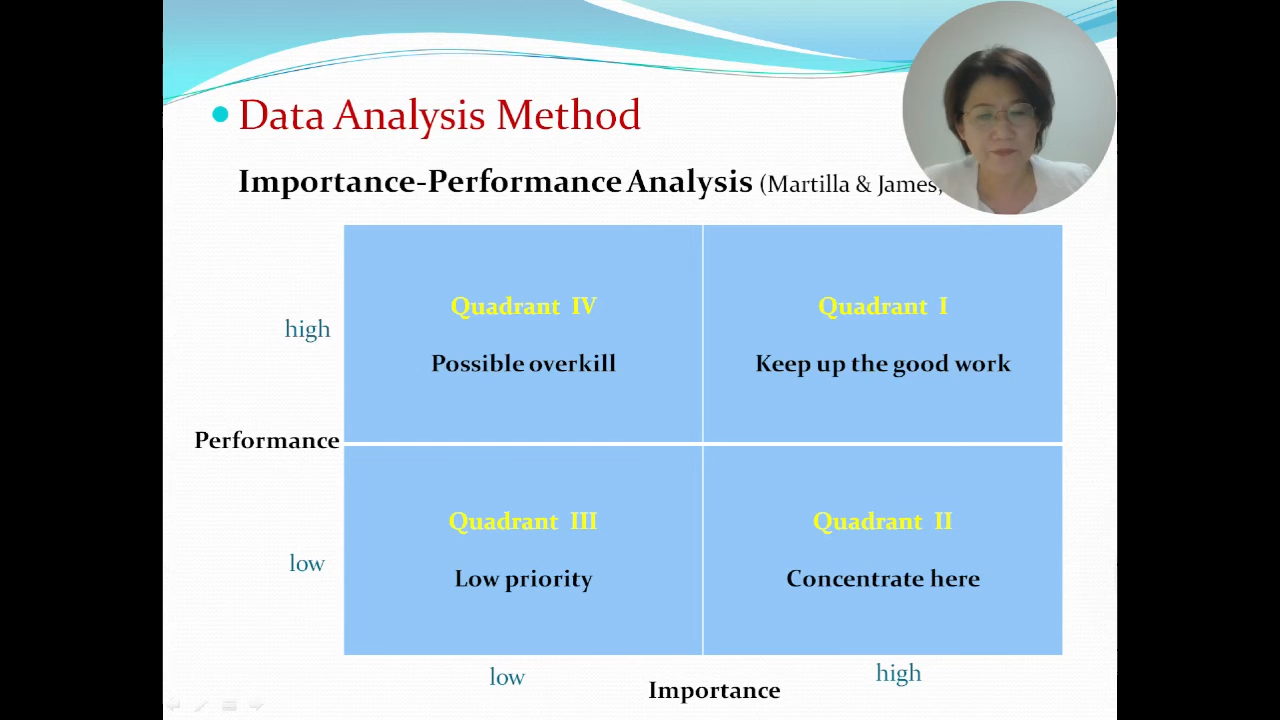 Data Analysis Method
Importance-Performance Analysis (Martilla & James,
Quadrant IV
Quadrant I
high
Possible overkill
Keep up the good work
Performance
Quadrant III
Quadrant II
low
Low priority
Concentrate here
low
high
Importance